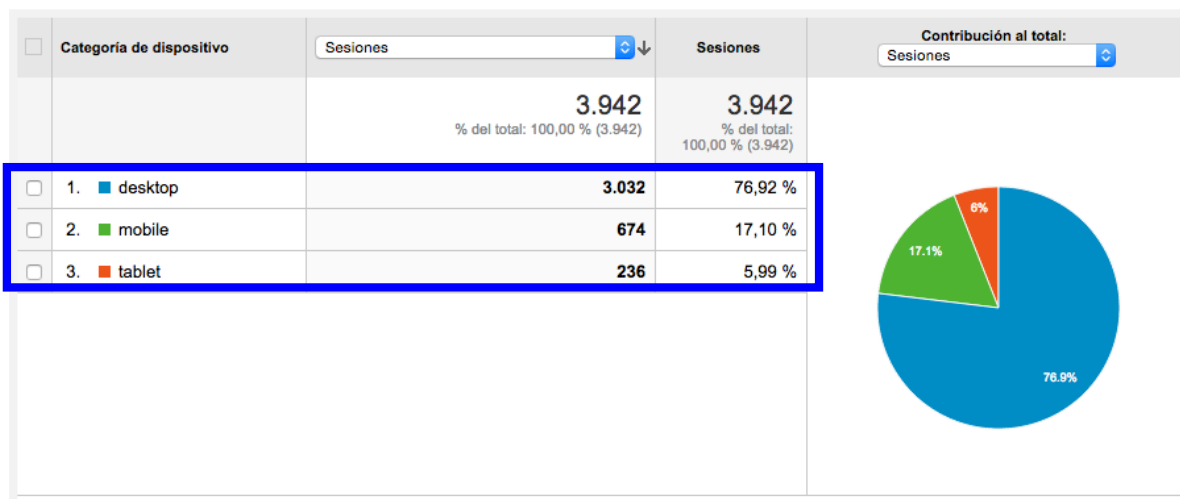 Categoría de dispositivo
Sesiones
Sesiones
Contribución al total:
Sesiones
3.942
% del total: 100,00 % (3.942)
3.942
% del total:
100,00 % (3.942)
1. desktop 3.032 76,92 %
2. mobile 674 17,10 %
3. tablet 236 5,99 %
6%
17.1%
76.9%